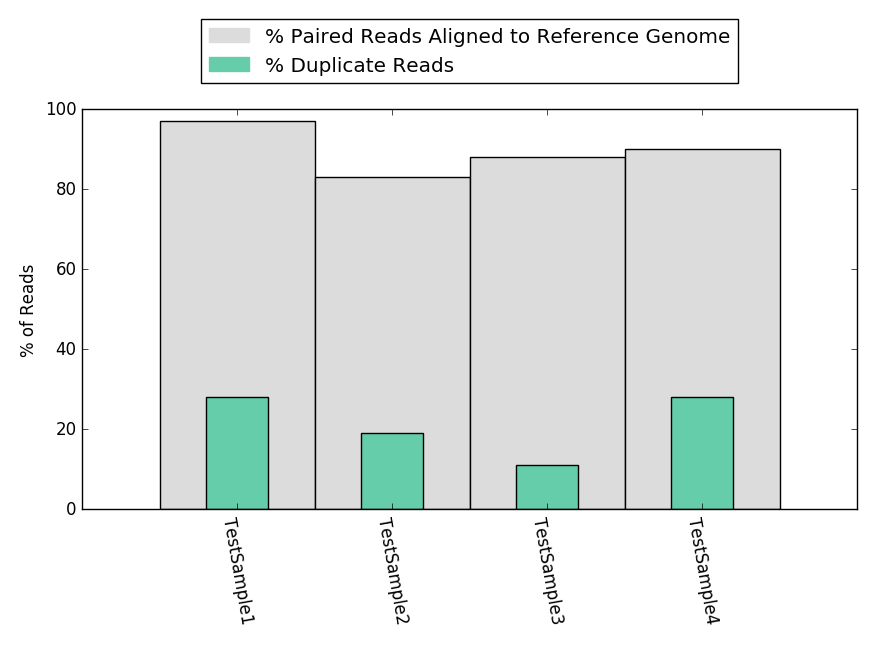 % Paired Reads Aligned to Reference Genome
% Duplicate Reads
100
80
60
40
20
0
% of Reads
TestSample1
TestSample2
TestSample3
TestSample4